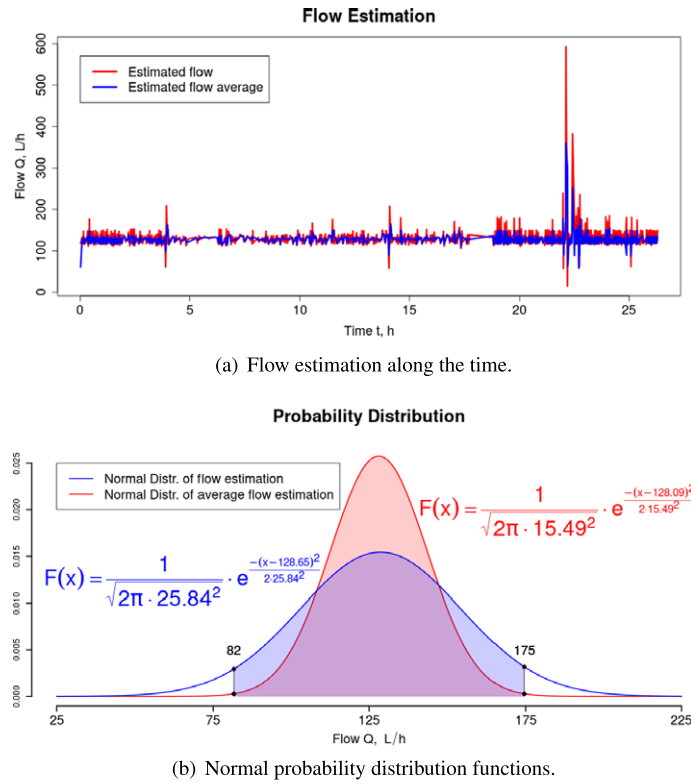 Flow Estimation
Flow Q, L/h
600
500
400
300
200
100
0
Estimated flow
Estimated flow average
0 5 10 15 20 25
Time t, h
(a) Flow estimation along the time.
Probability Distribution
0.025
0.020
0.015
0.010
0.005
0.000
Normal Distr. of flow estimation
Normal Distr. of average flow estimation
F(x)=1/√(2π·15.49²)·e^(−(x−128.09)²/2·15.49²)
F(x)=1/√(2π·25.84²)·e^(−(x−128.65)²/2·25.84²)
82
175
25 75 125 175 225
Flow Q, L/h
(b) Normal probability distribution functions.